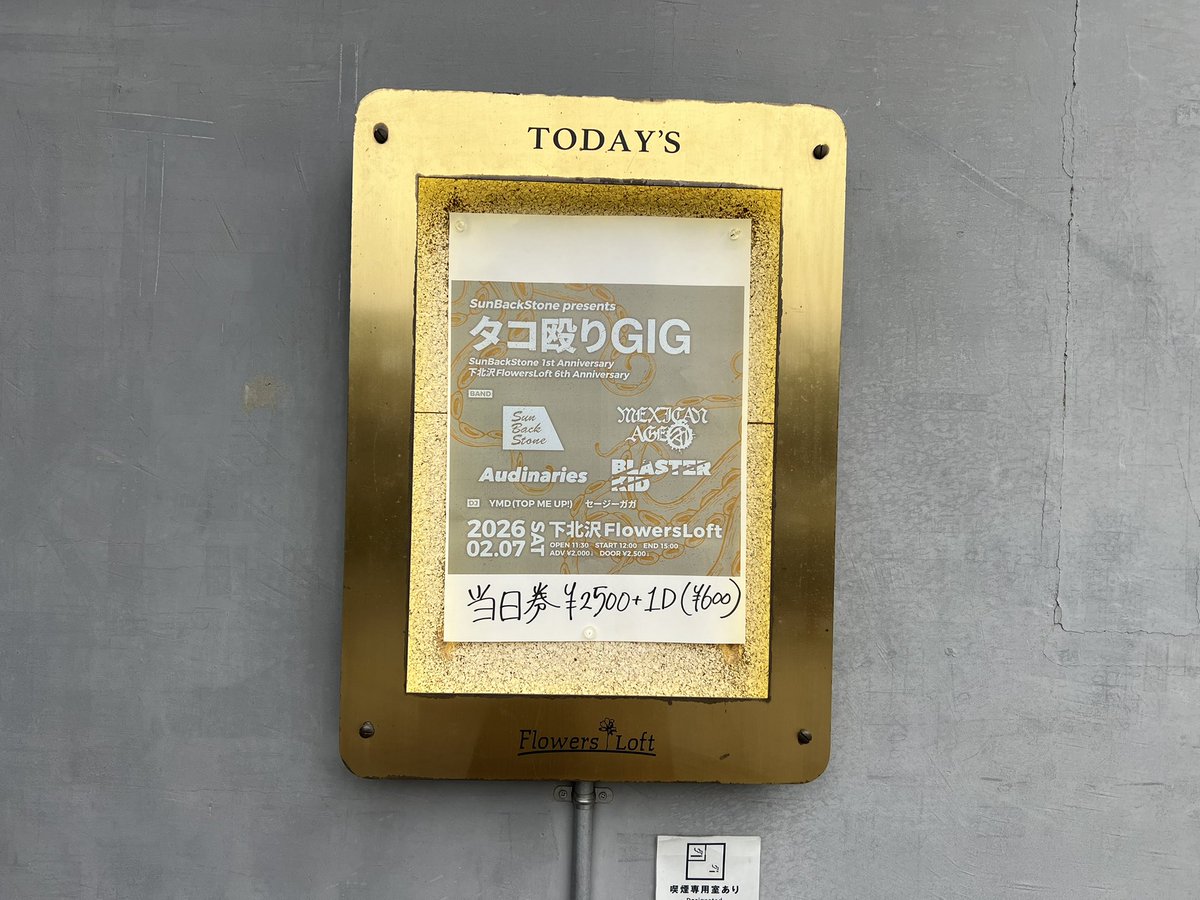 TODAY'S
SunBackStone presents
タコ殴りGIG
SunBackStone 1st Anniversary
下北沢FlowersLoft 6th Anniversary
BAND
Sun
Back
Stone
MEXICAN
AGE
Audinaries
BLASTER
KID
DJ YMD(TOP ME UP!) セージーガガ
2026
02.07
SAT
下北沢FlowersLoft
OPEN 11:30 START 12:00 END 15:00
ADV ¥2,000 DOOR ¥2,500
当日券 ¥2500+1D(¥600)
Flowers Loft
喫煙専用室あり